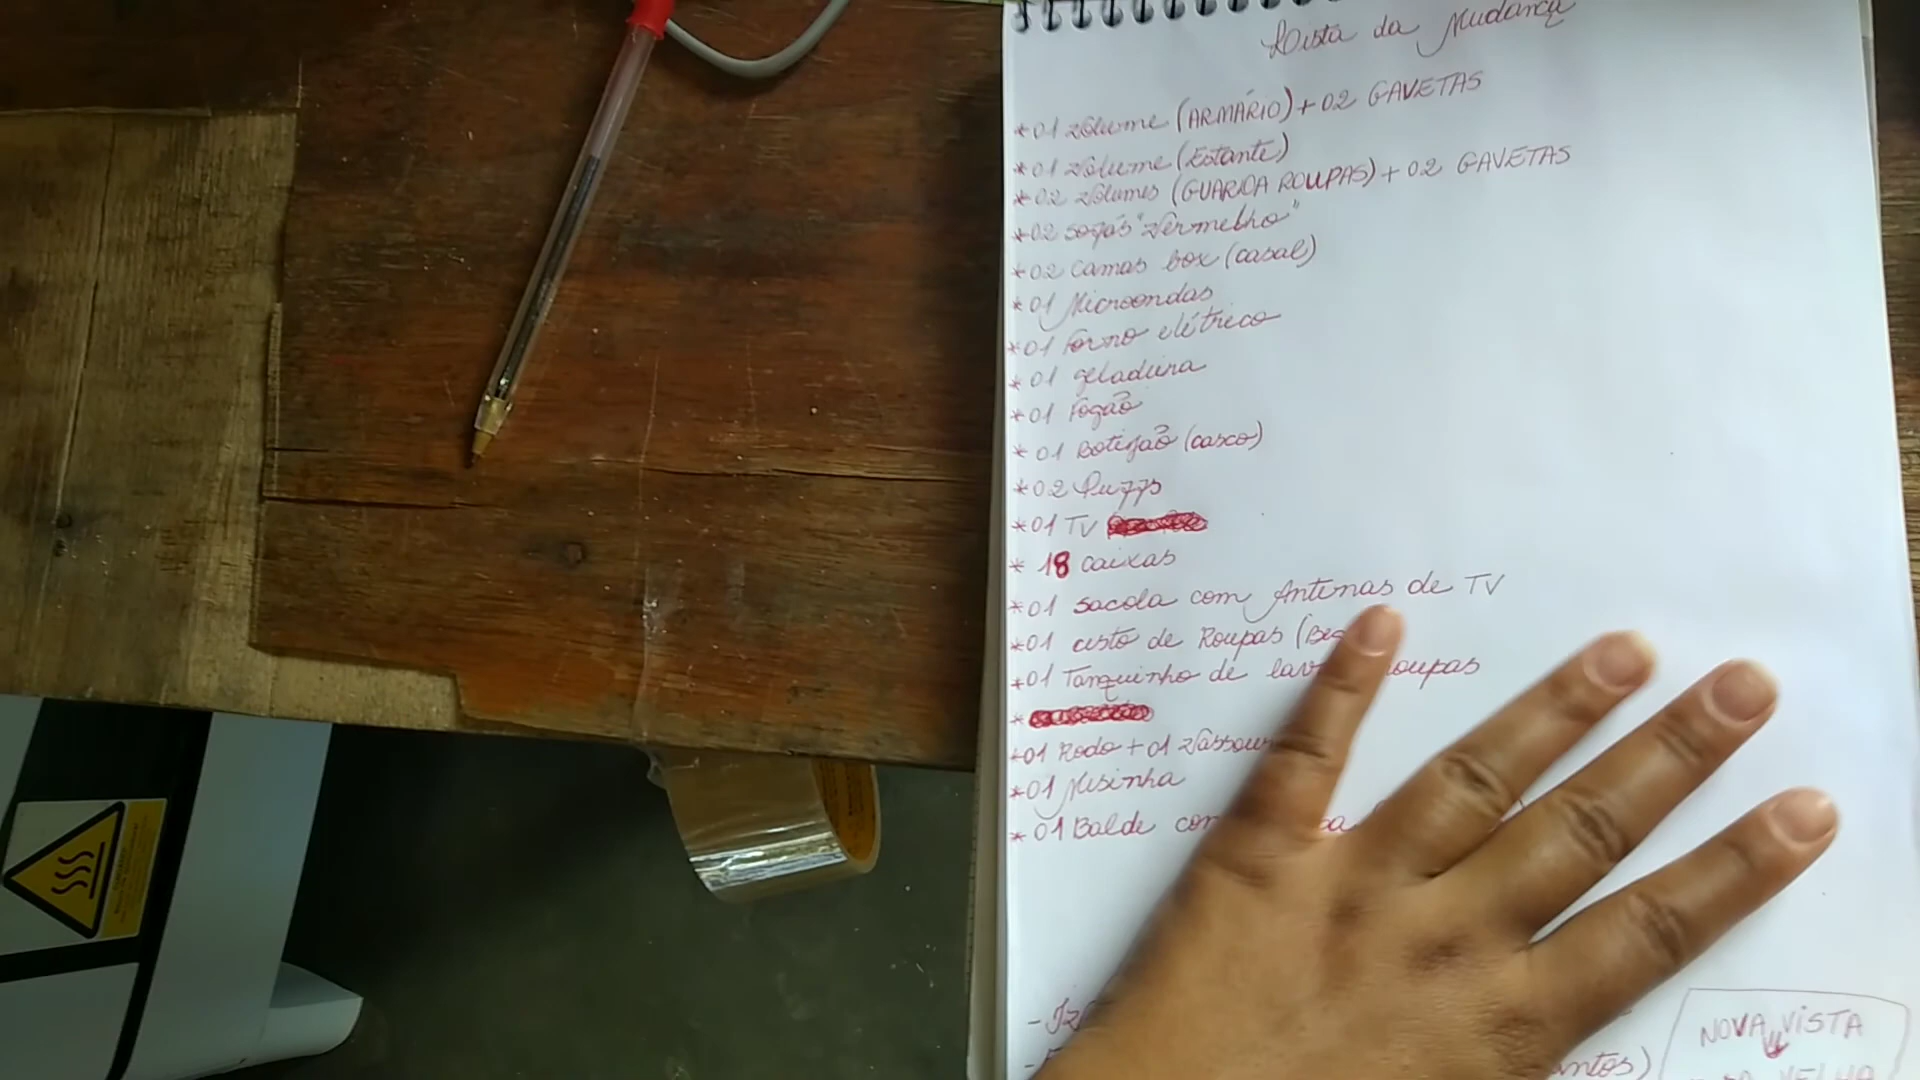 Lista da Mudança
*01 volume (ARMÁRIO) + 02 GAVETAS
*01 volume (Estante)
*02 volumes (GUARDA ROUPAS) + 02 GAVETAS
*02 sofás "Vermelho"
*02 camas box (casal)
*01 Microondas
*01 Forno elétrico
*01 geladeira
*01 Fogão
*01 Botijão (casco)
*02 Puffs
*01 TV
* 18 caixas
*01 sacola com Antenas de TV
*01 cesto de Roupas
*01 Tanquinho de roupas
*
*01 Rodo + 01
*01 Mesinha
*01 Balde
NOVA VISTA
VELHA